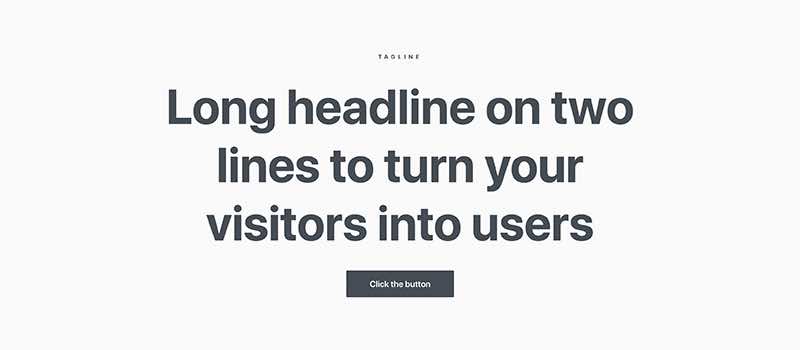 TAGLINE
Long headline on two
lines to turn your
visitors into users
Click the button